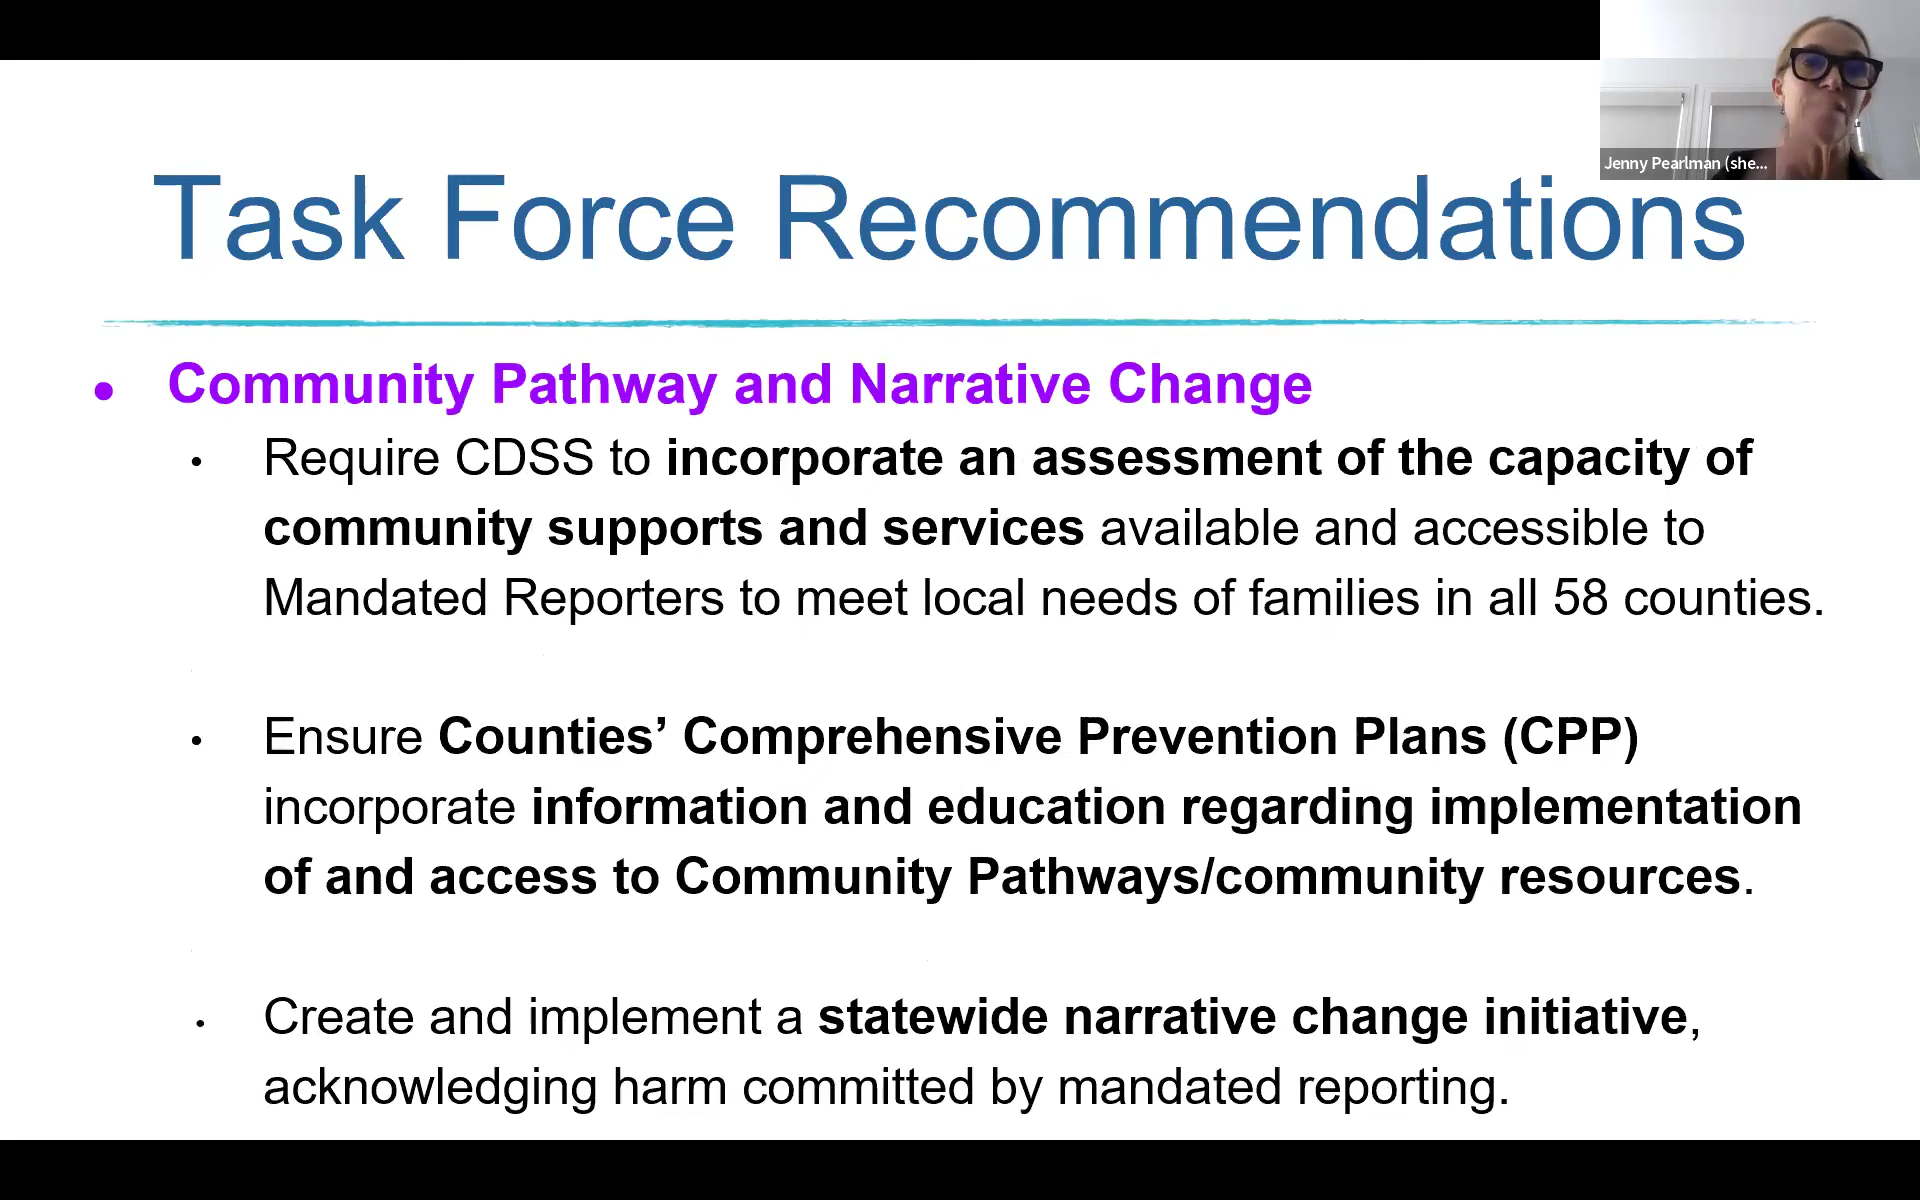 Jenny Pearlman (she...
Task Force Recommendations
• Community Pathway and Narrative Change
• Require CDSS to incorporate an assessment of the capacity of
community supports and services available and accessible to
Mandated Reporters to meet local needs of families in all 58 counties.
• Ensure Counties’ Comprehensive Prevention Plans (CPP)
incorporate information and education regarding implementation
of and access to Community Pathways/community resources.
• Create and implement a statewide narrative change initiative,
acknowledging harm committed by mandated reporting.